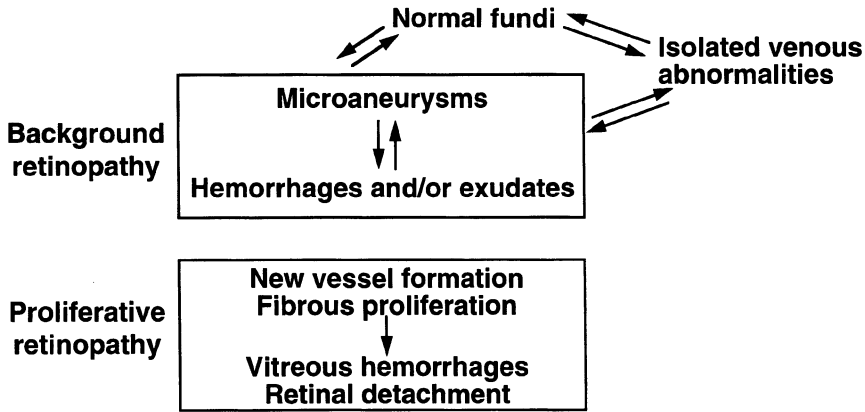 Normal fundi
Isolated venous
abnormalities
Background
retinopathy
Microaneurysms
Hemorrhages and/or exudates
Proliferative
retinopathy
New vessel formation
Fibrous proliferation
Vitreous hemorrhages
Retinal detachment